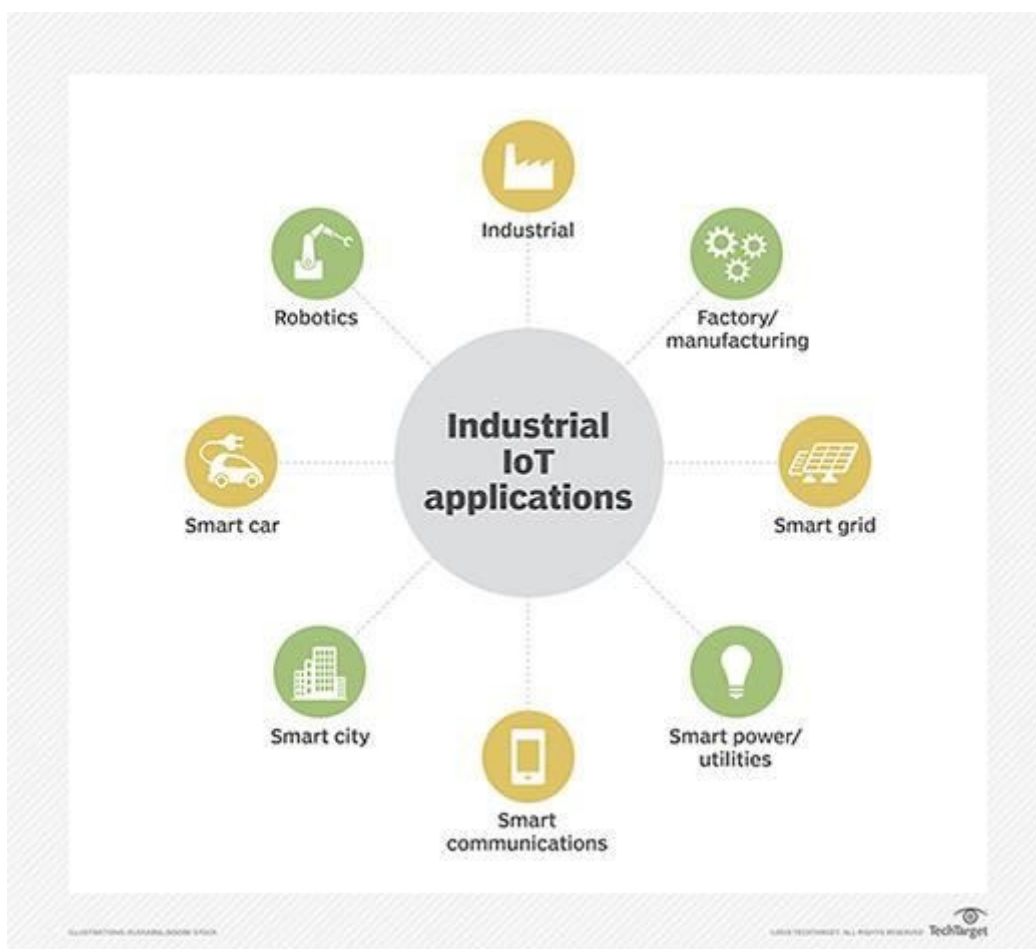 Industrial
Factory/
manufacturing
Smart grid
Smart power/
utilities
Smart
communications
Smart city
Smart car
Robotics
Industrial
IoT
applications
TechTarget